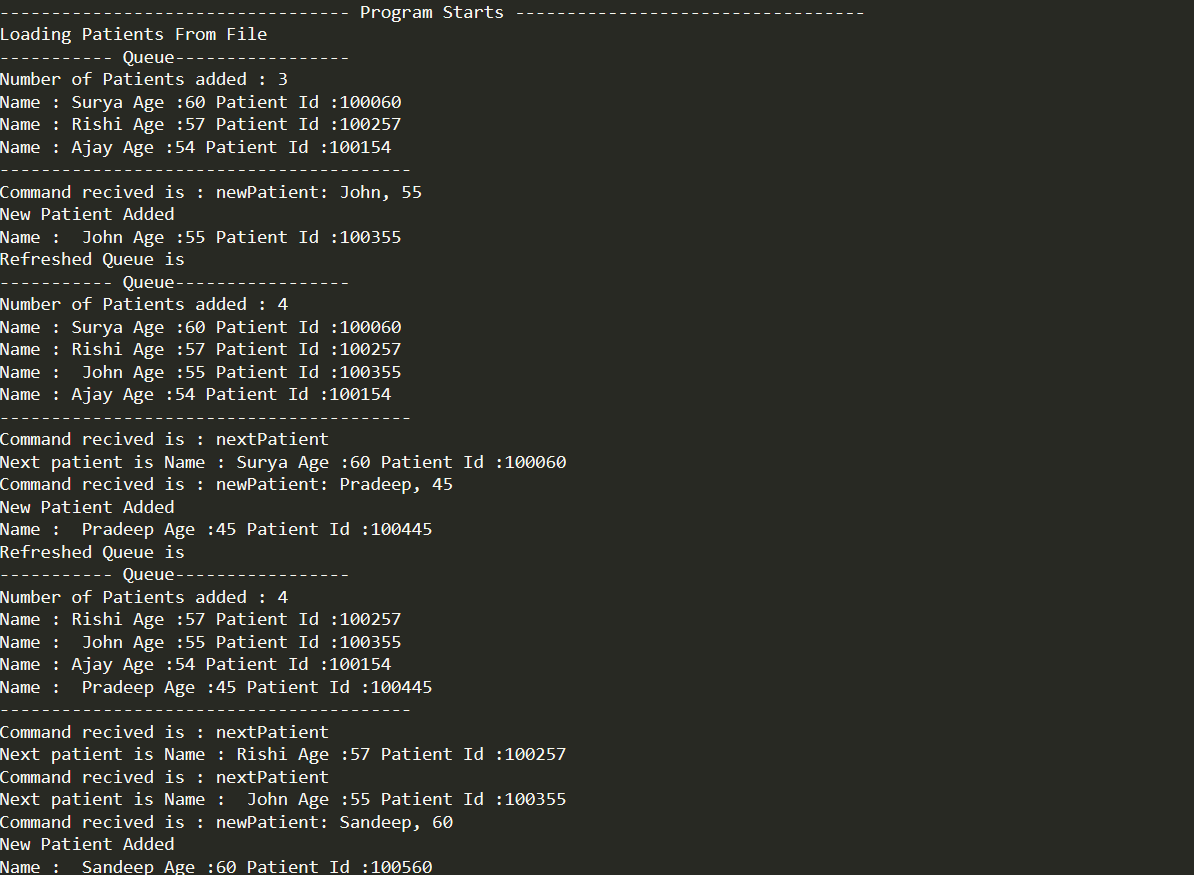 ---------------------------------- Program Starts ----------------------------------
Loading Patients From File
----------- Queue-----------------
Number of Patients added : 3
Name : Surya Age :60 Patient Id :100060
Name : Rishi Age :57 Patient Id :100257
Name : Ajay Age :54 Patient Id :100154
----------------------------------------
Command recived is : newPatient: John, 55
New Patient Added
Name :  John Age :55 Patient Id :100355
Refreshed Queue is
----------- Queue-----------------
Number of Patients added : 4
Name : Surya Age :60 Patient Id :100060
Name : Rishi Age :57 Patient Id :100257
Name :  John Age :55 Patient Id :100355
Name : Ajay Age :54 Patient Id :100154
----------------------------------------
Command recived is : nextPatient
Next patient is Name : Surya Age :60 Patient Id :100060
Command recived is : newPatient: Pradeep, 45
New Patient Added
Name :  Pradeep Age :45 Patient Id :100445
Refreshed Queue is
----------- Queue-----------------
Number of Patients added : 4
Name : Rishi Age :57 Patient Id :100257
Name :  John Age :55 Patient Id :100355
Name : Ajay Age :54 Patient Id :100154
Name :  Pradeep Age :45 Patient Id :100445
----------------------------------------
Command recived is : nextPatient
Next patient is Name : Rishi Age :57 Patient Id :100257
Command recived is : nextPatient
Next patient is Name :  John Age :55 Patient Id :100355
Command recived is : newPatient: Sandeep, 60
New Patient Added
Name :  Sandeep Age :60 Patient Id :100560